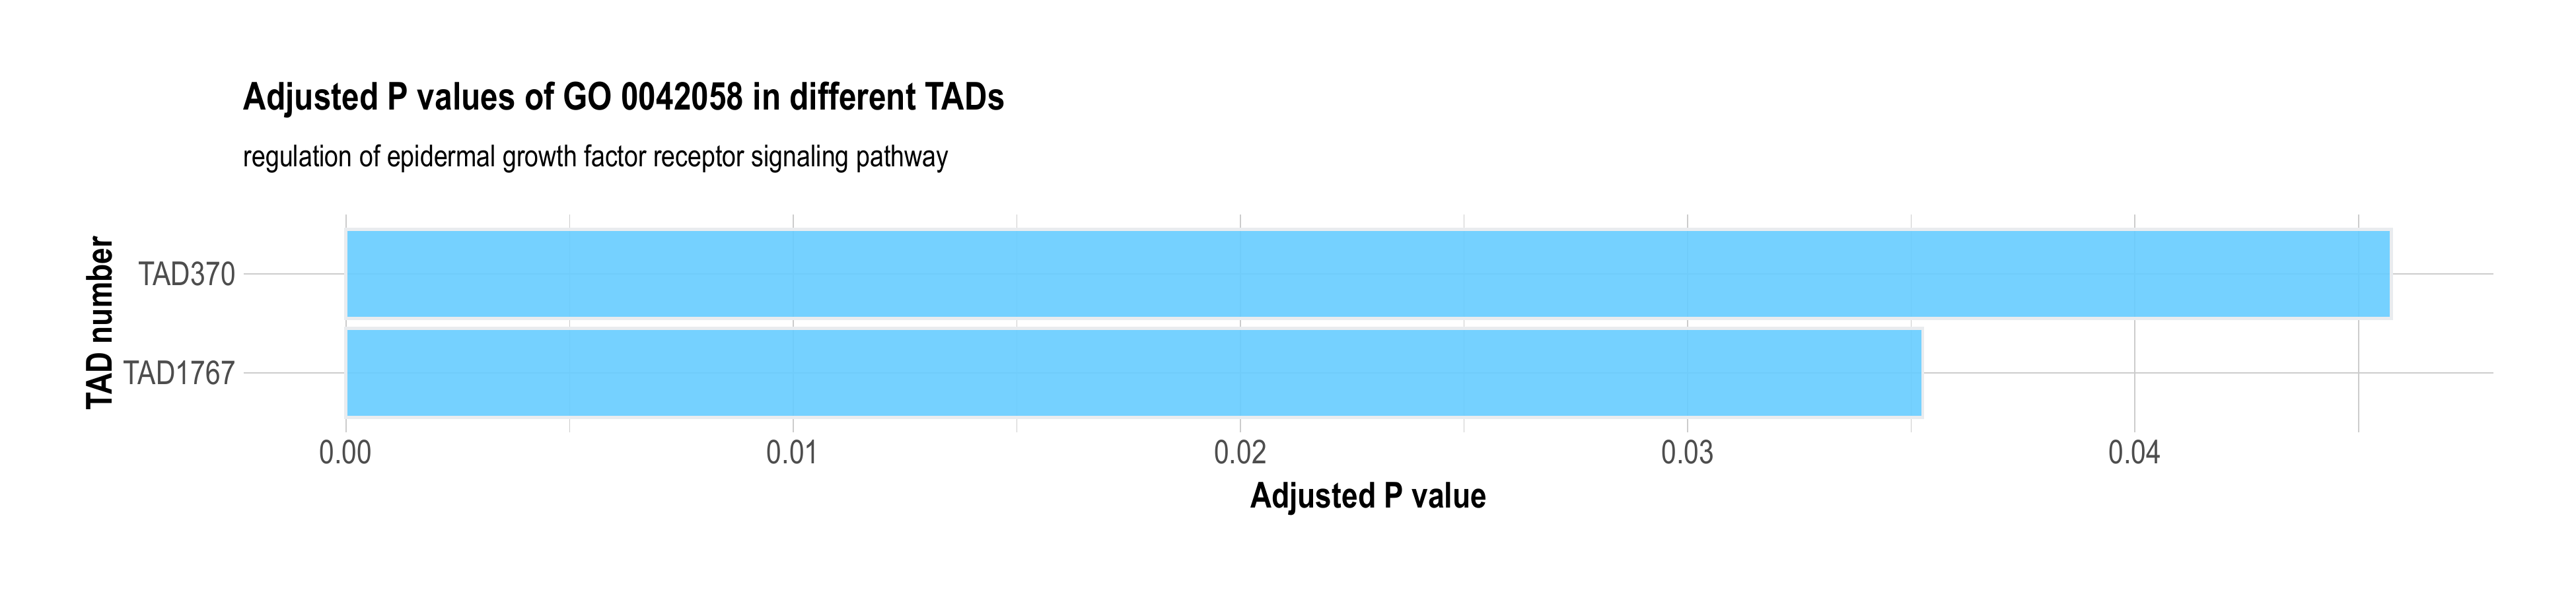 Adjusted P values of GO 0042058 in different TADs
regulation of epidermal growth factor receptor signaling pathway
TAD number
TAD370
TAD1767
0.00 0.01 0.02 0.03 0.04
Adjusted P value